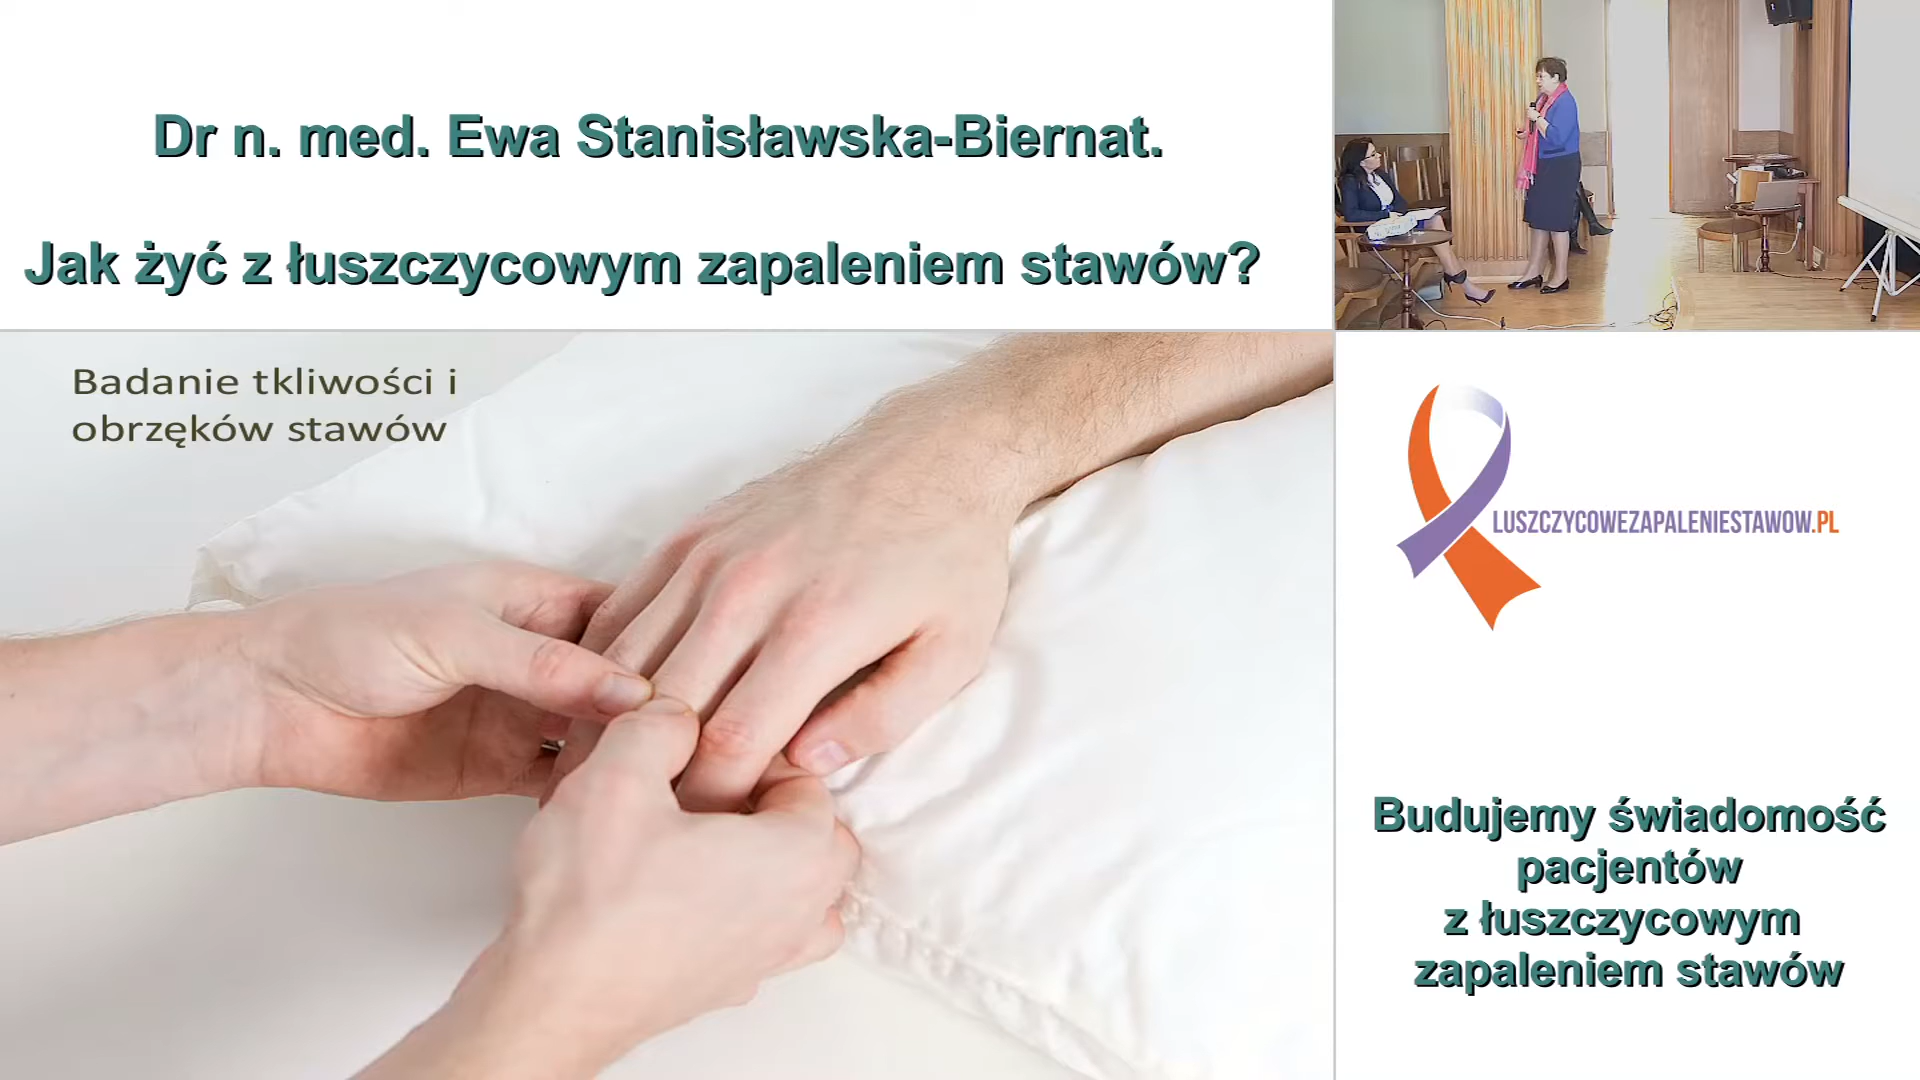 Dr n. med. Ewa Stanisławska-Biernat.
Jak żyć z łuszczycowym zapaleniem stawów?
Badanie tkliwości i
obrzęków stawów
LUSZCZYCOWEZAPALENIESTAWOW.PL
Budujemy świadomość
pacjentów
z łuszczycowym
zapaleniem stawów